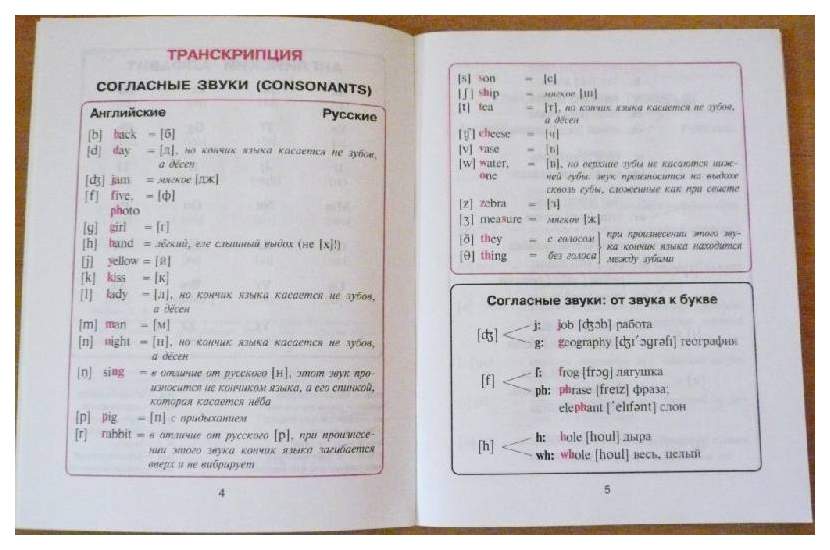 ТРАНСКРИПЦИЯ
СОГЛАСНЫЕ ЗВУКИ (CONSONANTS)
Английские Русские
[b] back = [б]
[d] day = [д], но кончик языка касается не зубов,
а дёсен
[ʤ] jam = мягкое [дж]
[f] five, = [ф]
photo
[g] girl = [г]
[h] hand = лёгкий, еле слышный выдох (не [х]!)
[j] yellow = [й]
[k] kiss = [к]
[l] lady = [л], но кончик языка касается не зубов,
а дёсен
[m] man = [м]
[n] night = [н], но кончик языка касается не зубов,
а дёсен
[ŋ] sing = в отличие от русского [н], этот звук про-
износится не кончиком языка, а его спинкой,
которая касается нёба
[p] pig = [п] с придыханием
[r] rabbit = в отличие от русского [р], при произнесе-
нии этого звука кончик языка загибается
вверх и не вибрирует
4
[s] son = [с]
[ʃ] ship = мягкое [ш]
[t] tea = [т], но кончик языка касается не зубов,
а дёсен
[ʧ] cheese = [ч]
[v] vase = [в]
[w] water, = [в], но верхние зубы не касаются ниж-
one ней губы, звук произносится на выдохе
сквозь губы, сложенные как при свисте
[z] zebra = [з]
[ʒ] measure = мягкое [ж]
[ð] they = с голосом при произнесении этого зву-
ка кончик языка находится
[θ] thing = без голоса между зубами
Согласные звуки: от звука к букве
[ʤ] j: job [ʤɔb] работа
g: geography [ʤɪ'ɔgrəfɪ] география
[f] f: frog [frɔg] лягушка
ph: phrase [freɪz] фраза;
elephant ['elɪfənt] слон
[h] h: hole [houl] дыра
wh: whole [houl] весь, целый
5